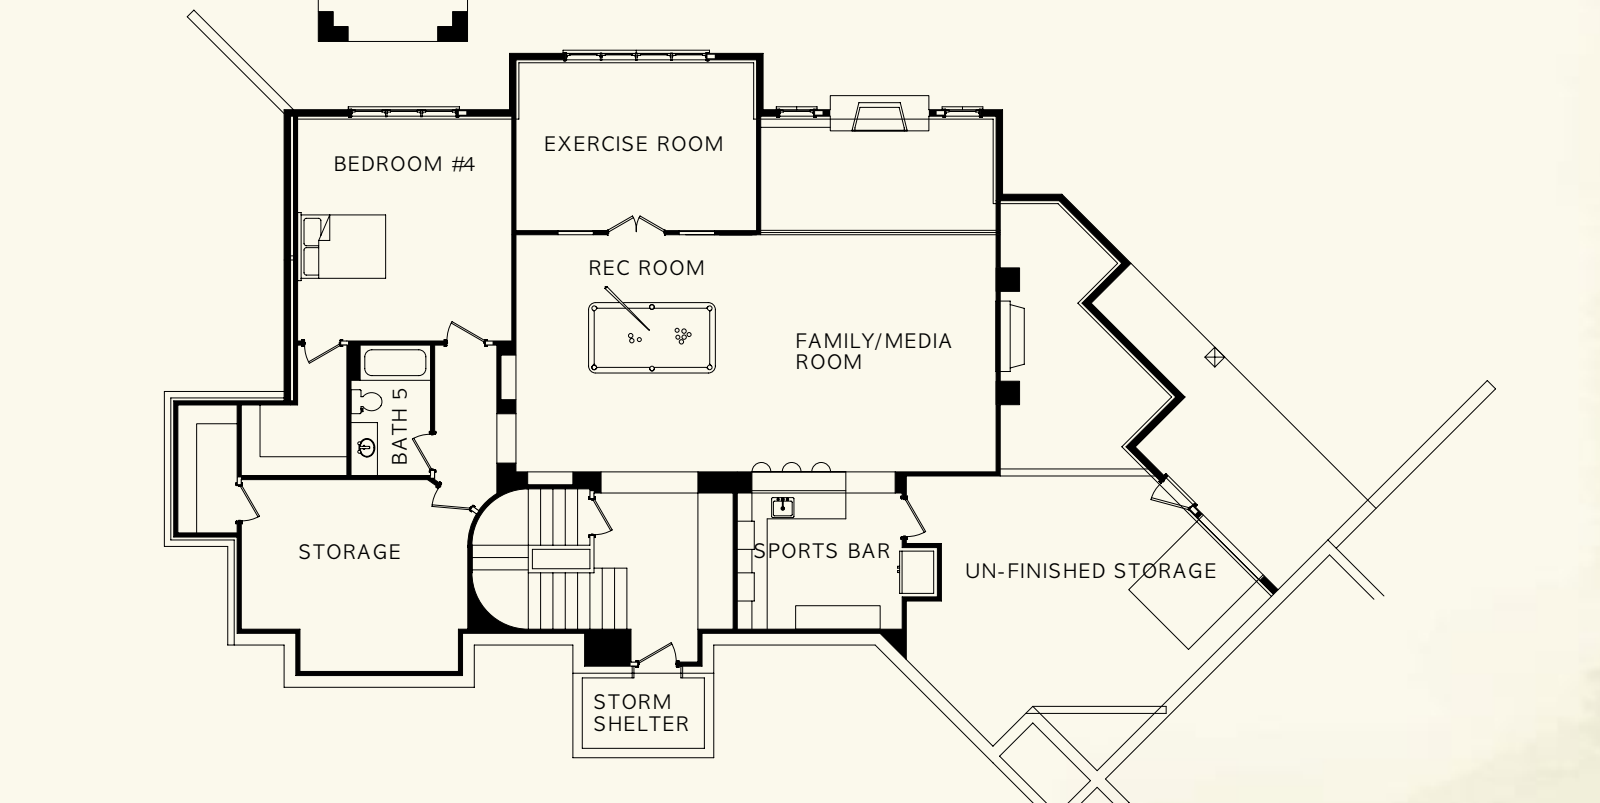 EXERCISE ROOM
BEDROOM #4
REC ROOM
FAMILY/MEDIA
ROOM
BATH 5
STORAGE
SPORTS BAR
UN-FINISHED STORAGE
STORM
SHELTER